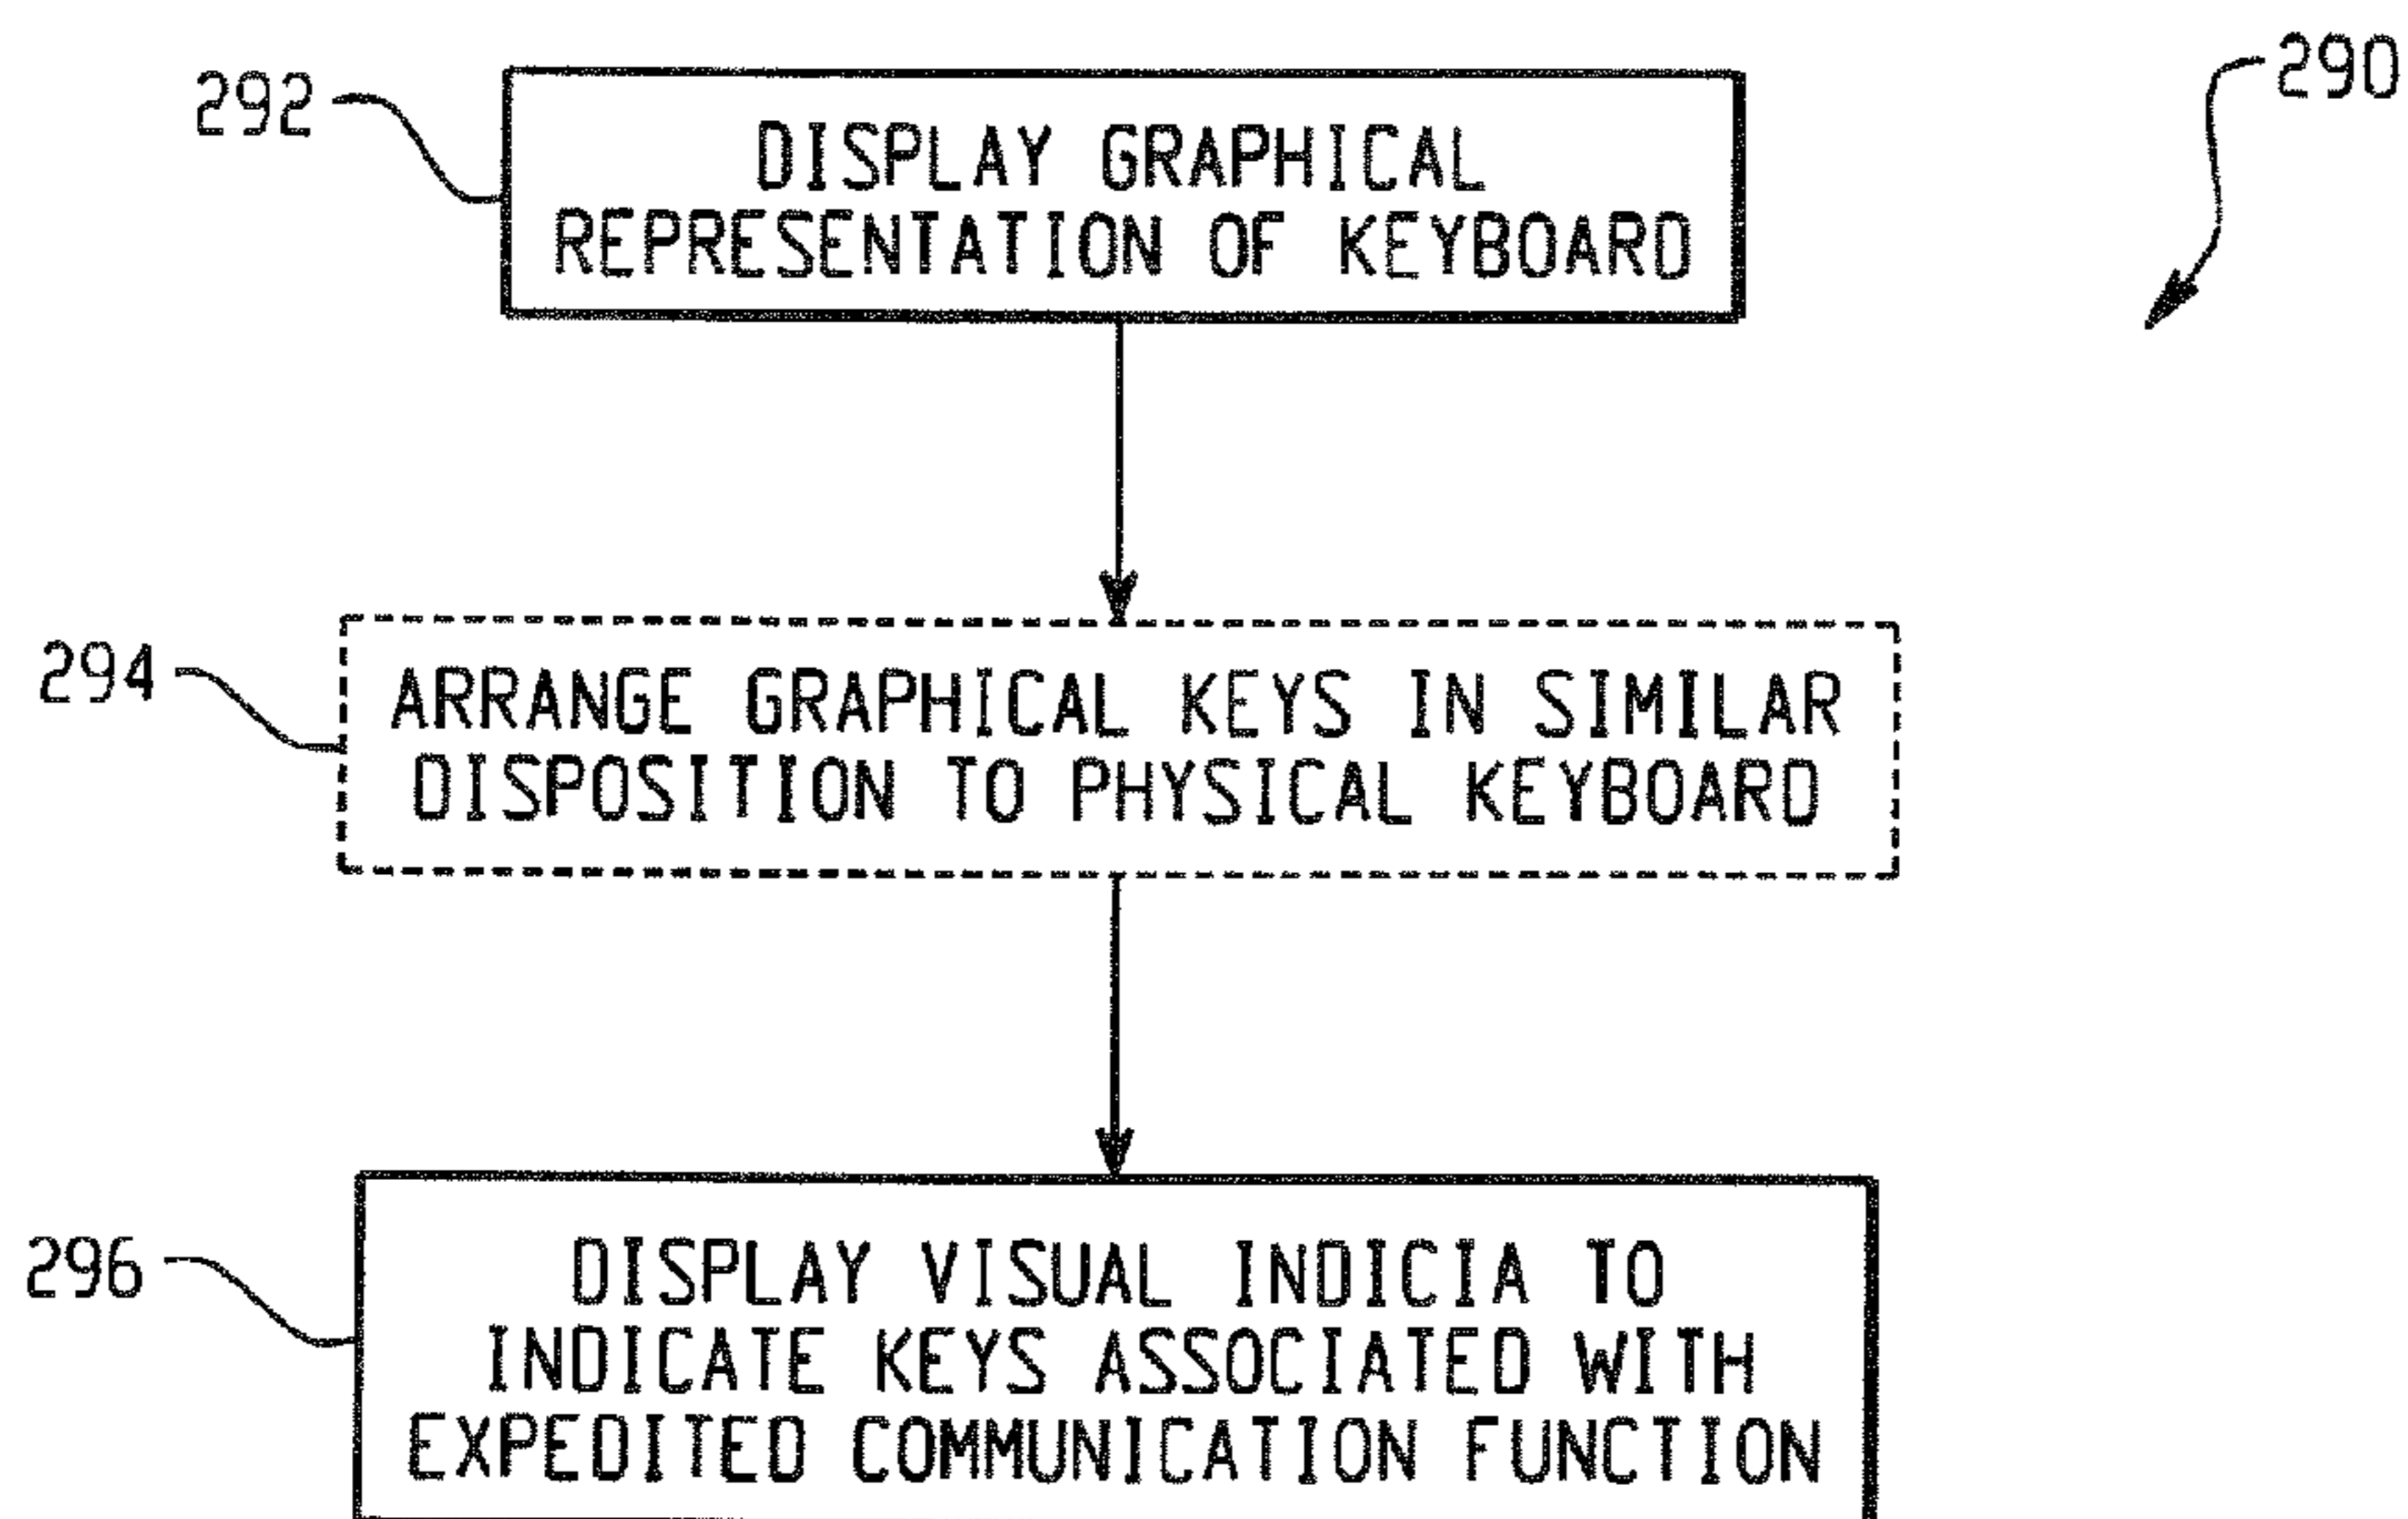 290
292
DISPLAY GRAPHICAL
REPRESENTATION OF KEYBOARD
294
ARRANGE GRAPHICAL KEYS IN SIMILAR
DISPOSITION TO PHYSICAL KEYBOARD
296
DISPLAY VISUAL INDICIA TO
INDICATE KEYS ASSOCIATED WITH
EXPEDITED COMMUNICATION FUNCTION